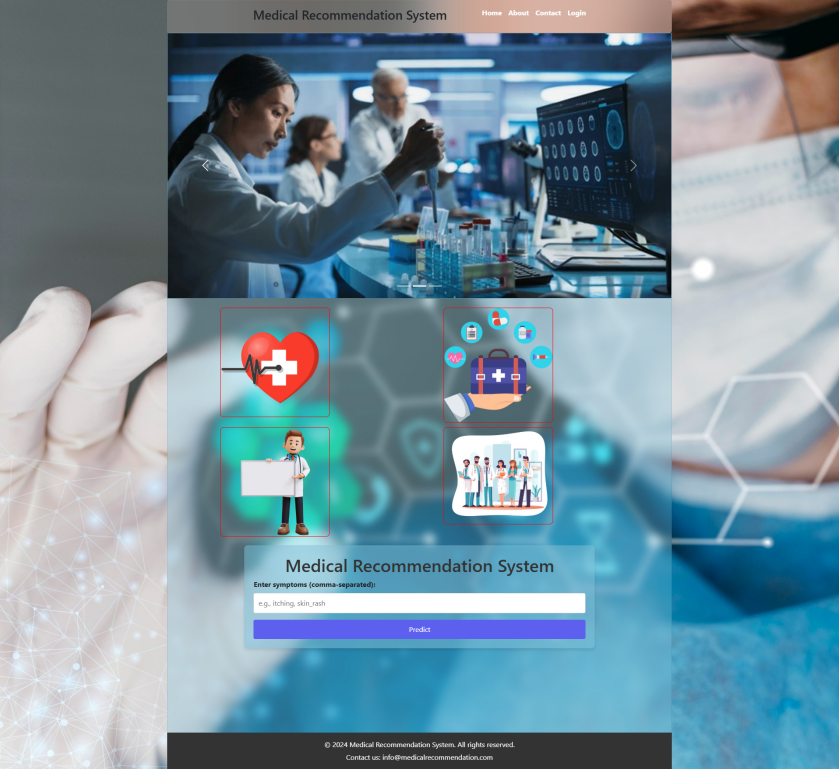 Medical Recommendation System
Home About Contact Login
Medical Recommendation System
Enter symptoms (comma-separated):
e.g., itching, skin_rash
Predict
© 2024 Medical Recommendation System. All rights reserved.
Contact us: info@medicalrecommendation.com